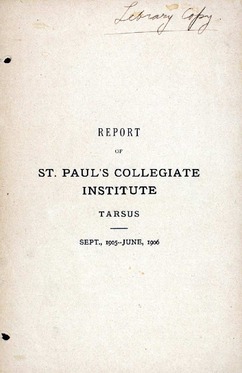 Library Copy.
REPORT
OF
ST. PAUL'S COLLEGIATE
INSTITUTE
TARSUS
SEPT., 1905–JUNE, 1906